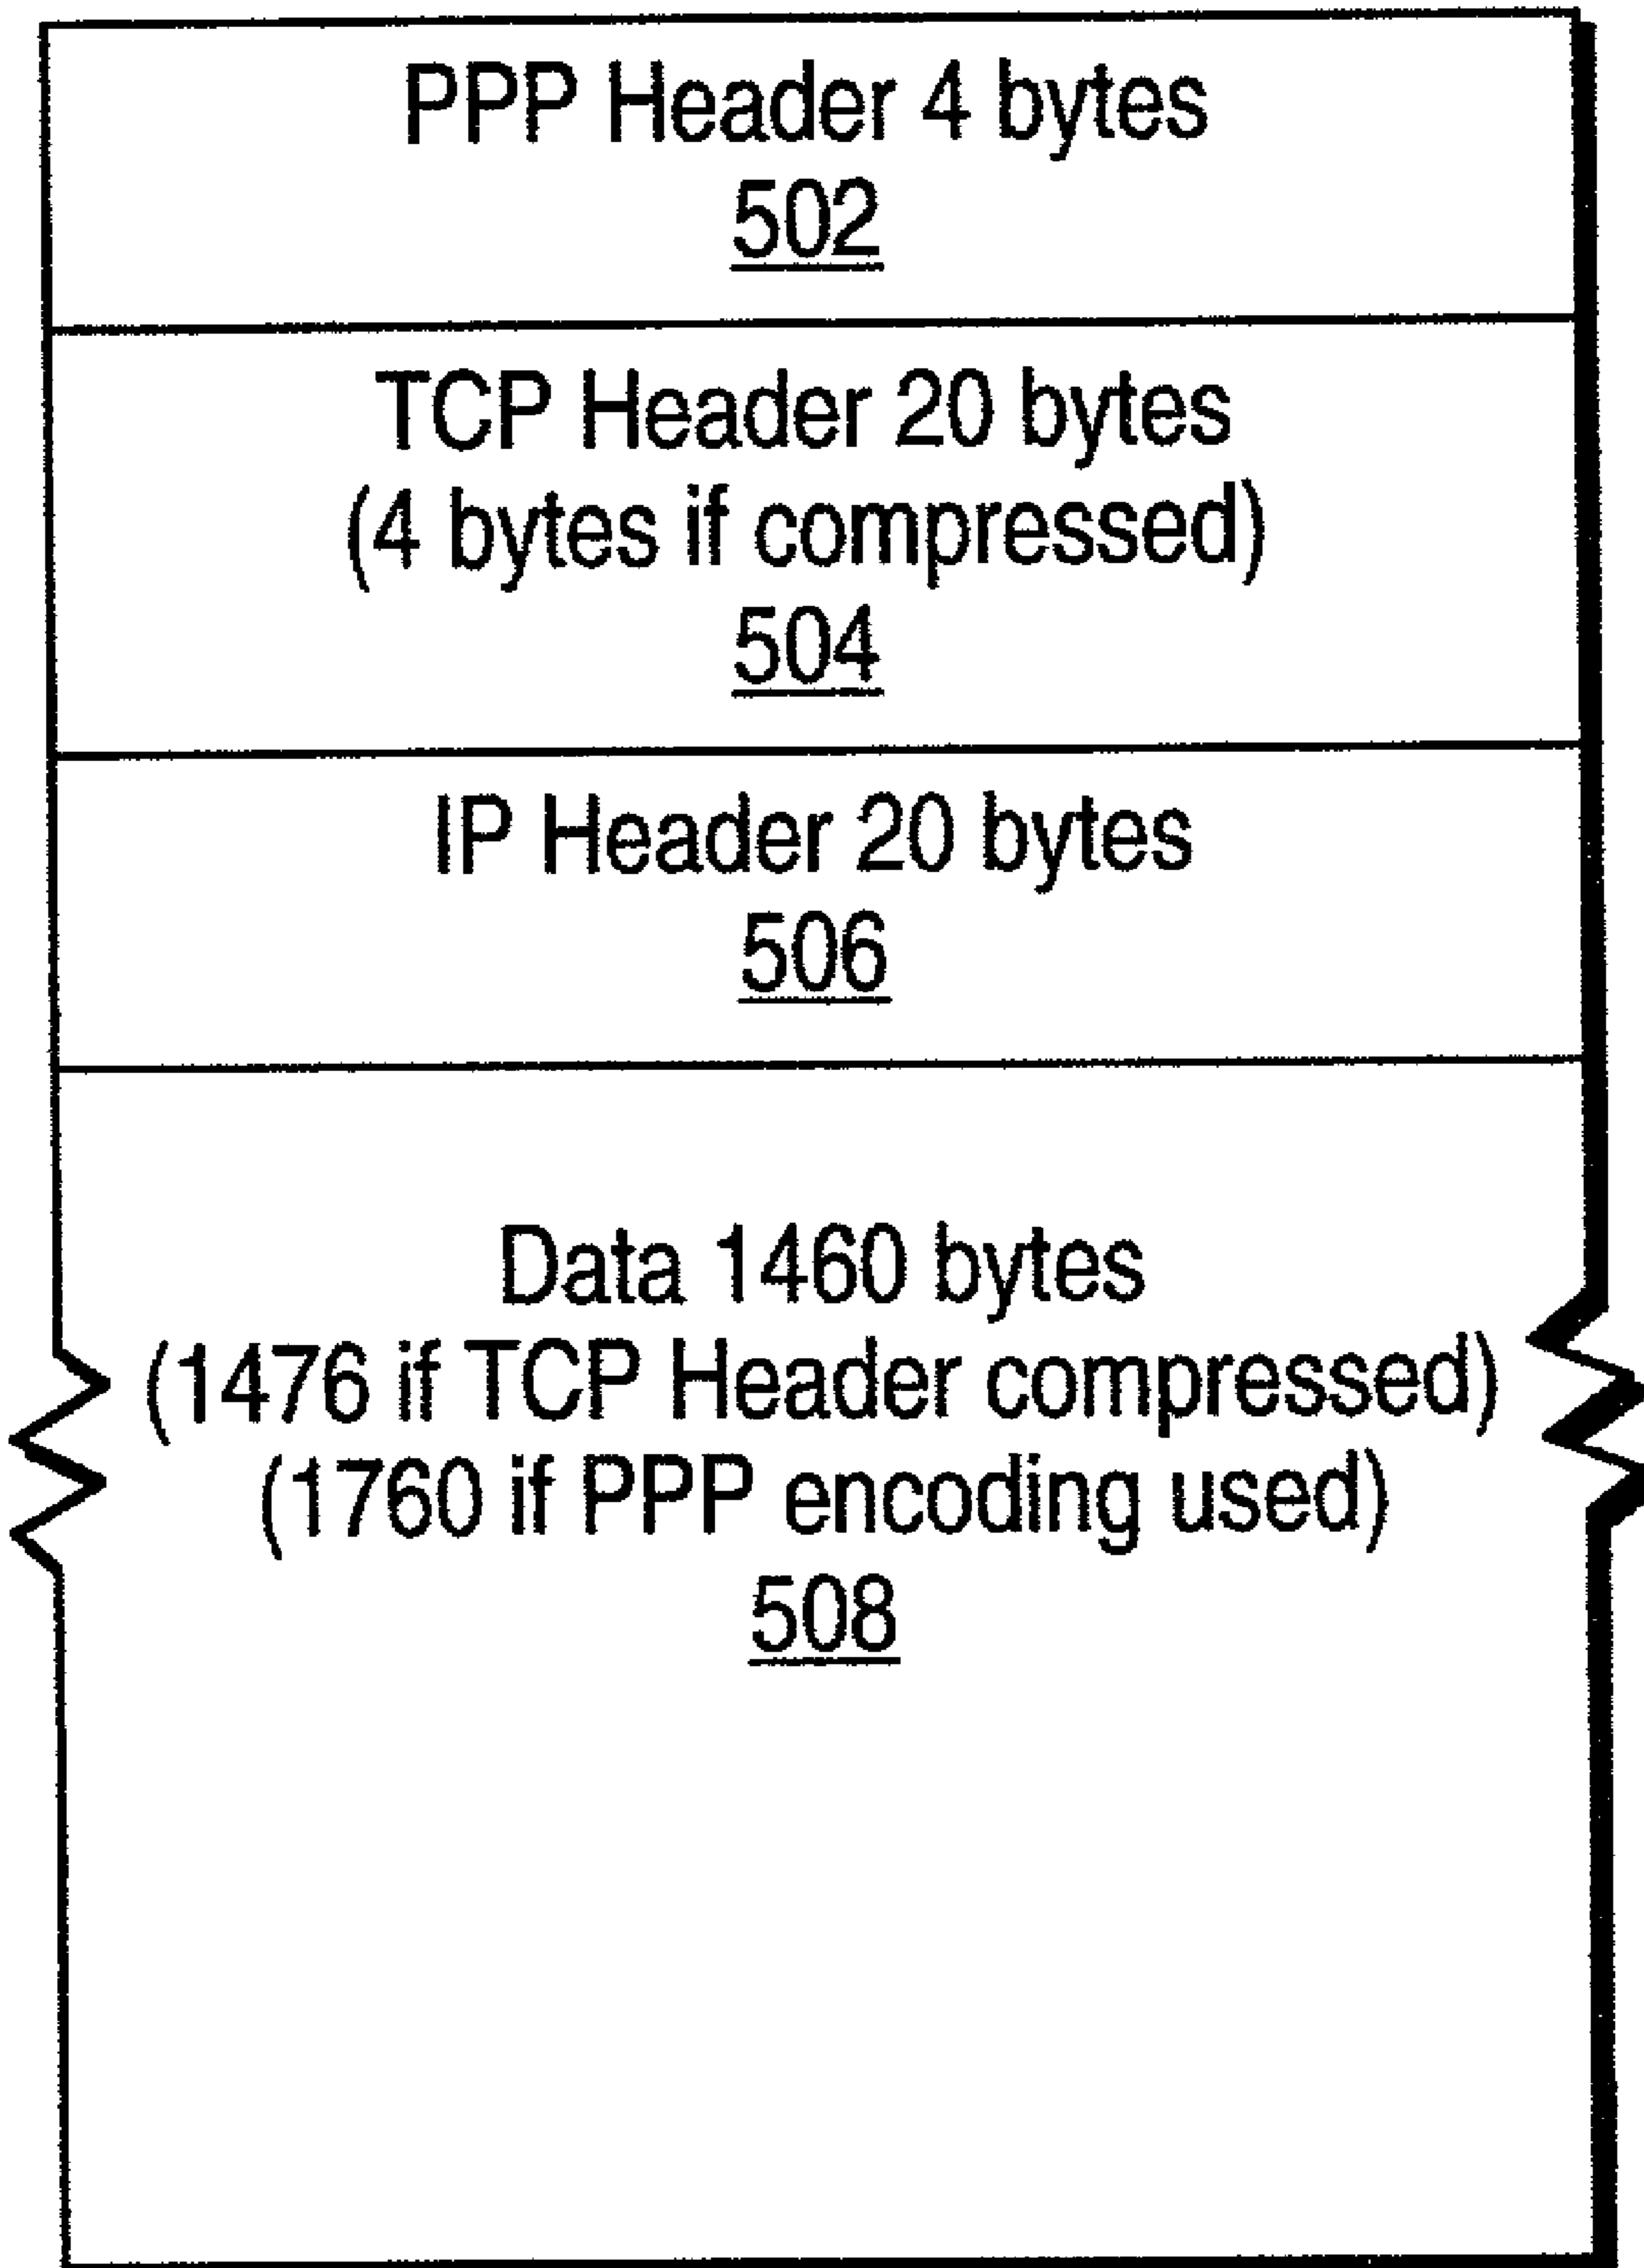 PPP Header 4 bytes
502
TCP Header 20 bytes
(4 bytes if compressed)
504
IP Header 20 bytes
506
Data 1460 bytes
(1476 if TCP Header compressed)
(1760 if PPP encoding used)
508